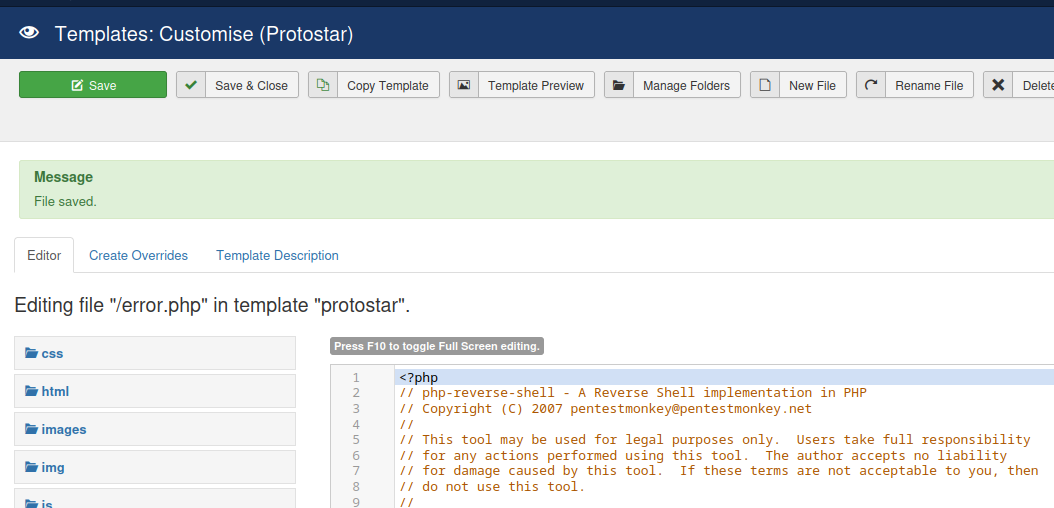 Templates: Customise (Protostar)
Save
Save & Close
Copy Template
Template Preview
Manage Folders
New File
Rename File
Delete
Message
File saved.
Editor
Create Overrides
Template Description
Editing file "/error.php" in template "protostar".
css
html
images
img
js
Press F10 to toggle Full Screen editing.
1 <?php
2 // php-reverse-shell - A Reverse Shell implementation in PHP
3 // Copyright (C) 2007 pentestmonkey@pentestmonkey.net
4 //
5 // This tool may be used for legal purposes only.  Users take full responsibility
6 // for any actions performed using this tool.  The author accepts no liability
7 // for damage caused by this tool.  If these terms are not acceptable to you, then
8 // do not use this tool.
9 //